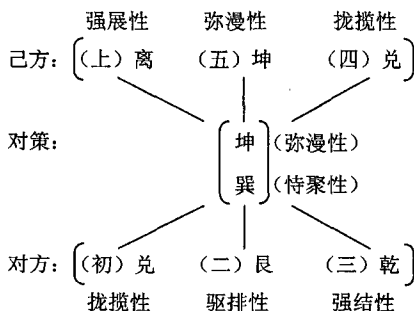 强展性 弥漫性 拢揽性
己方：（上）离 （五）坤 （四）兑
对策： 坤（弥漫性）
巽（恃聚性）
对方：（初）兑 （二）艮 （三）乾
拢揽性 驱排性 强结性